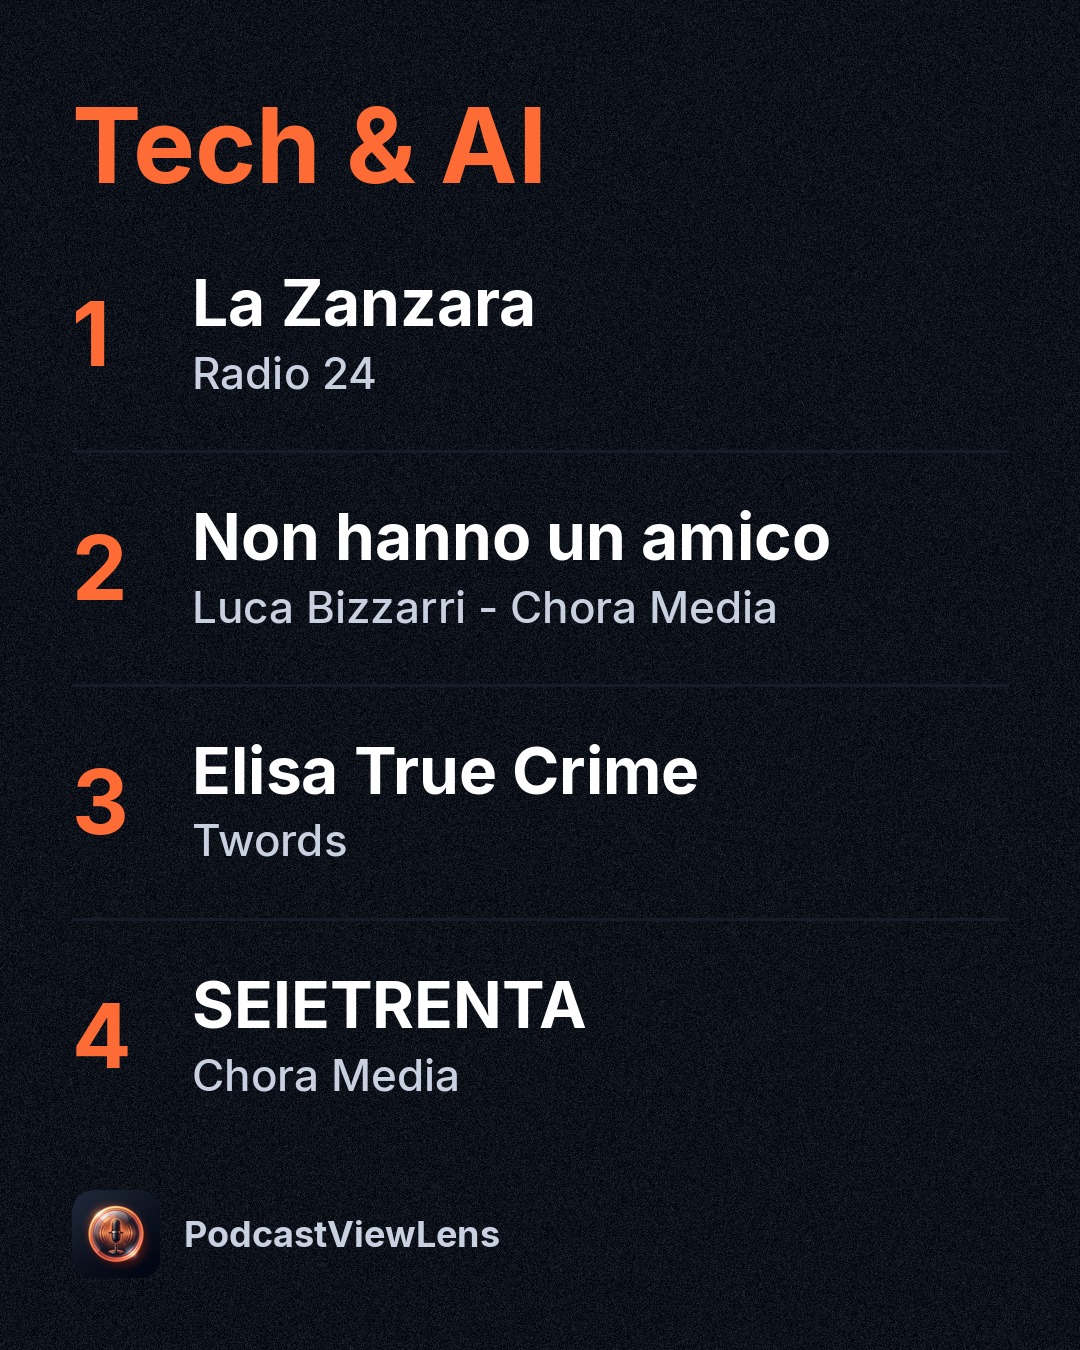 Tech & AI
1
La Zanzara
Radio 24
2
Non hanno un amico
Luca Bizzarri - Chora Media
3
Elisa True Crime
Twords
4
SEIETRENTA
Chora Media
PodcastViewLens